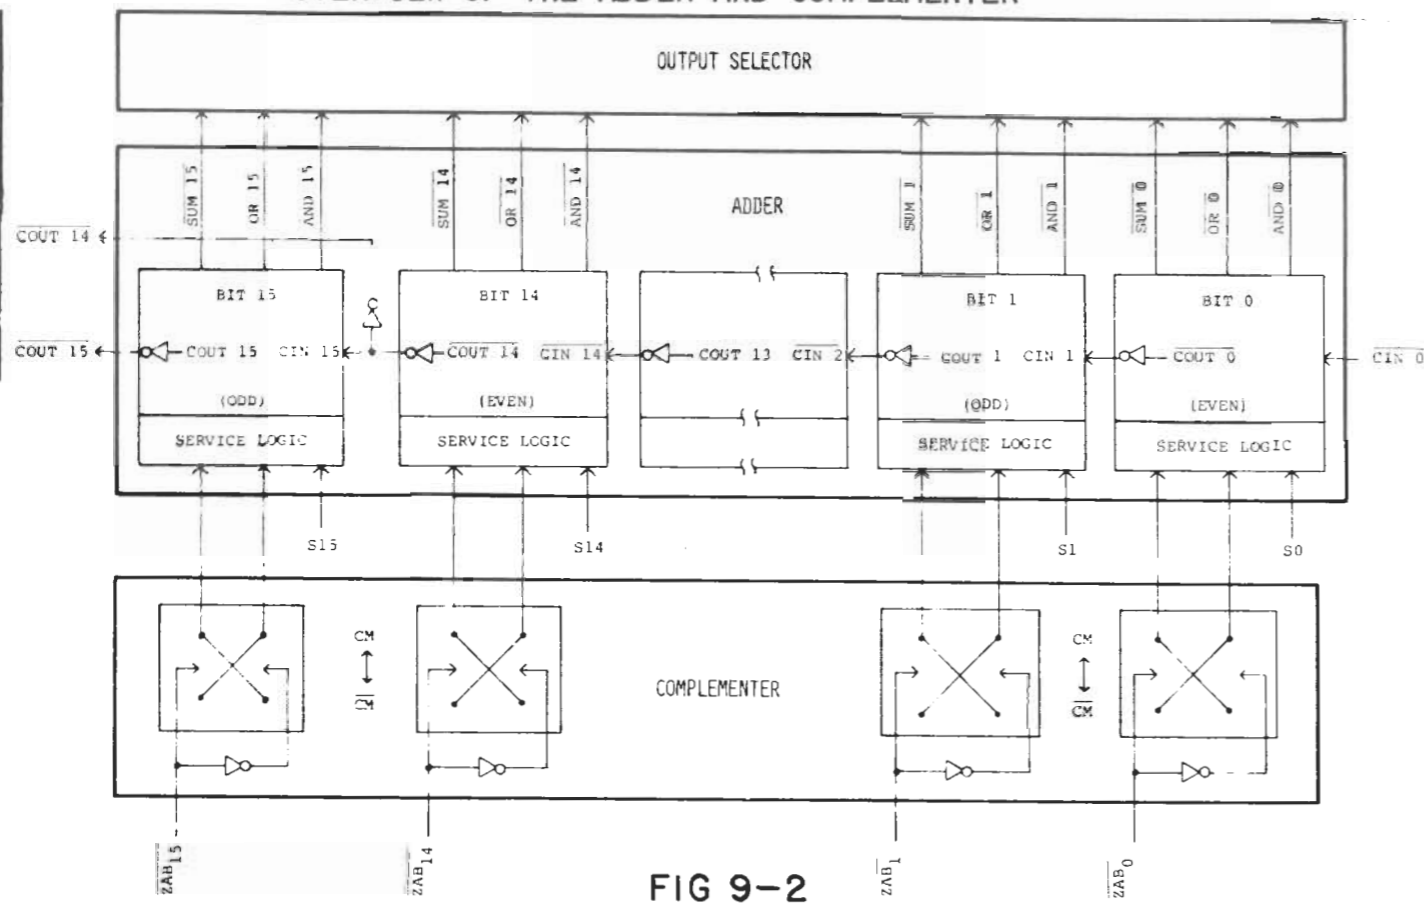 THE ADDER AND COMPLEMENTER
OUTPUT SELECTOR
SUM 15
OR 15
AND 15
SUM 14
OR 14
AND 14
ADDER
SUM 1
OR 1
AND 1
SUM 0
OR 0
AND 0
COUT 14
BIT 15
BIT 14
BIT 1
BIT 0
C
COUT 15
COUT 15
CIN 15
COUT 14
CIN 14
COUT 13
CIN 2
COUT 1
CIN 1
COUT 0
CIN 0
(ODD)
(EVEN)
(ODD)
(EVEN)
SERVICE LOGIC
SERVICE LOGIC
SERVICE LOGIC
SERVICE LOGIC
S15
S14
S1
S0
CM
CM
COMPLEMENTER
CM
CM
ZAB15
ZAB14
ZAB1
ZAB0
FIG 9-2